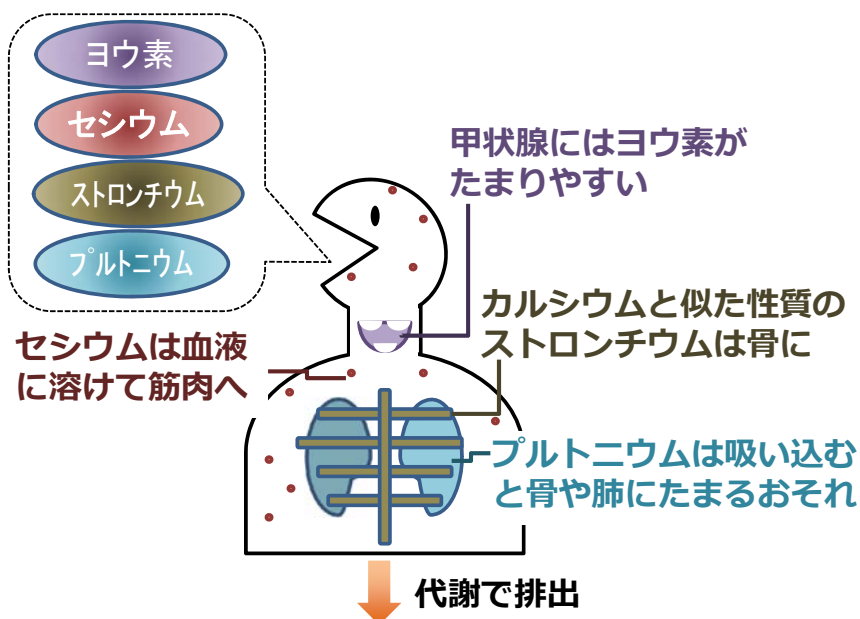 ヨウ素
セシウム
ストロンチウム
プルトニウム
甲状腺にはヨウ素が
たまりやすい
カルシウムと似た性質の
ストロンチウムは骨に
セシウムは血液
に溶けて筋肉へ
プルトニウムは吸い込む
と骨や肺にたまるおそれ
代謝で排出